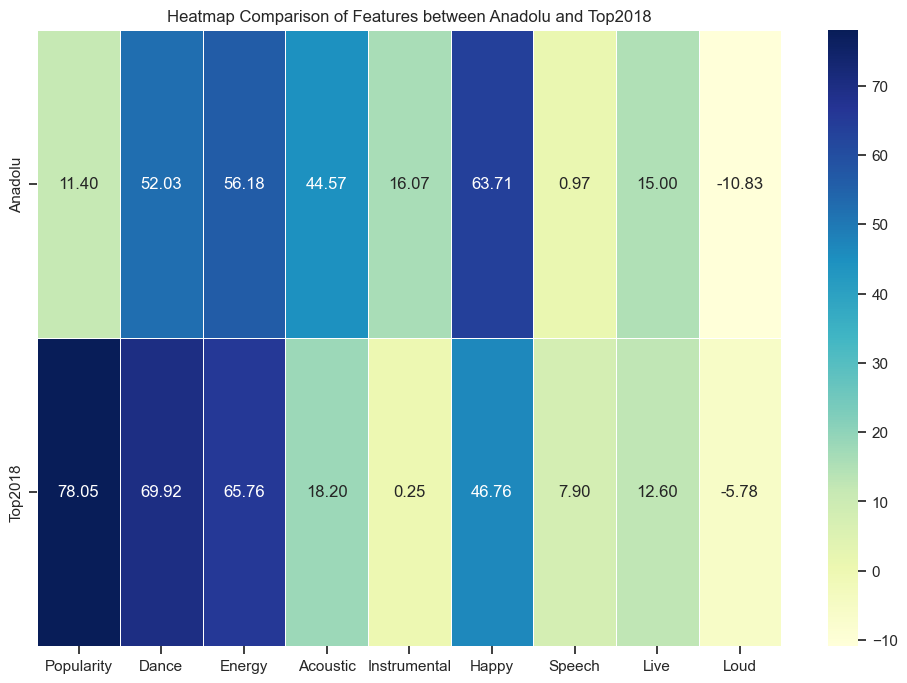 Heatmap Comparison of Features between Anadolu and Top2018
Anadolu
11.40 52.03 56.18 44.57 16.07 63.71 0.97 15.00 -10.83
Top2018
78.05 69.92 65.76 18.20 0.25 46.76 7.90 12.60 -5.78
Popularity Dance Energy Acoustic Instrumental Happy Speech Live Loud
70
60
50
40
30
20
10
0
−10